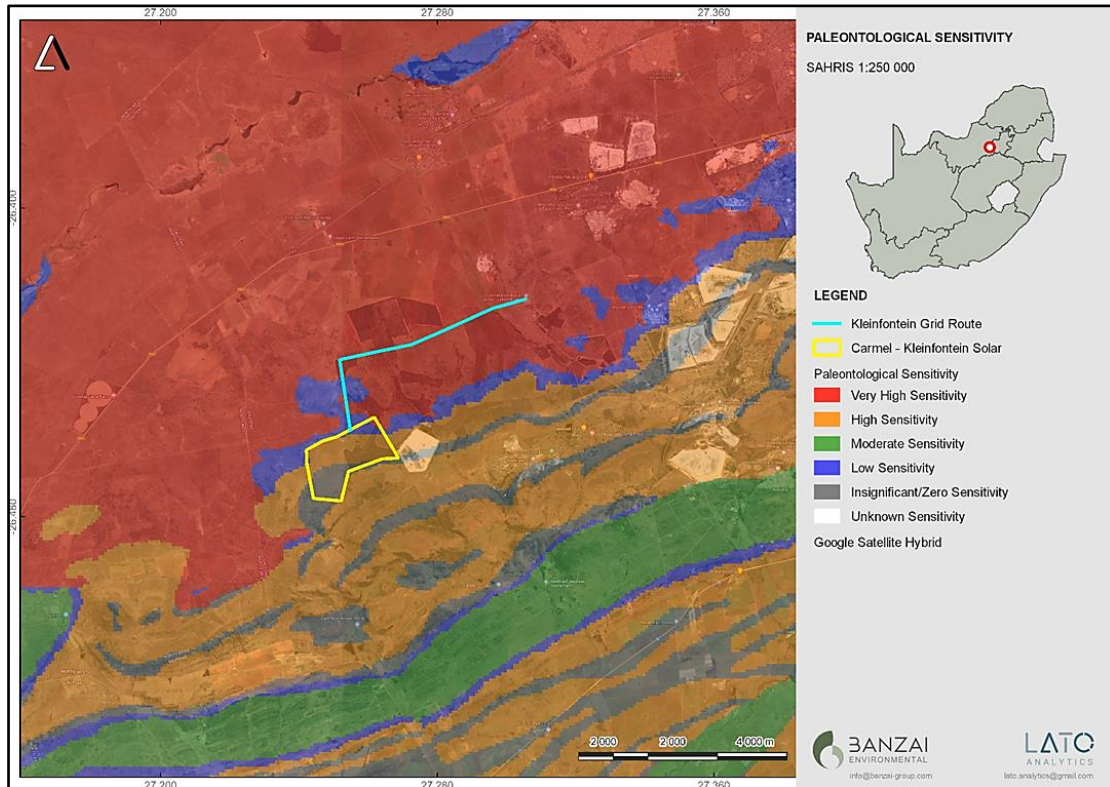 27.200
27.280
27.360
-26.400
-26.480
27.200
27.280
27.360
2 000
2 000
4 000 m
PALEONTOLOGICAL SENSITIVITY
SAHRIS 1:250 000
LEGEND
Kleinfontein Grid Route
Carmel - Kleinfontein Solar
Paleontological Sensitivity
Very High Sensitivity
High Sensitivity
Moderate Sensitivity
Low Sensitivity
Insignificant/Zero Sensitivity
Unknown Sensitivity
Google Satellite Hybrid
BANZAI
ENVIRONMENTAL
info@banzai-group.com
LATO
ANALYTICS
lato.analytics@gmail.com